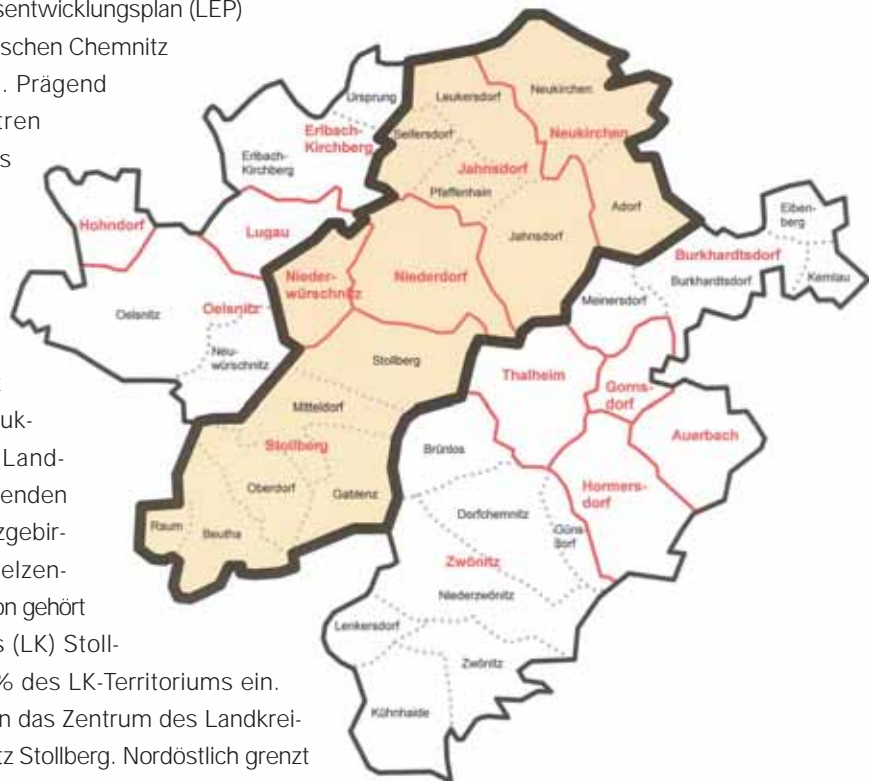 sentwicklungsplan (LEP)
ischen Chemnitz
. Prägend
tren
s
uk-
Land-
enden
zgebir-
elzen-
on gehört
s (LK) Stoll-
% des LK-Territoriums ein.
n das Zentrum des Landkrei-
tz Stollberg. Nordöstlich grenzt
Ursprung
Leukersdorf
Neukirchen
Erlbach-
Kirchberg
Seifersdorf
Neukirchen
Erlbach-
Kirchberg
Jahnsdorf
Pfaffenhain
Adorf
Eiben-
berg
Hohndorf
Lugau
Jahnsdorf
Burkhardtsdorf
Nieder-
würschnitz
Niederdorf
Burkhardtsdorf
Kemtau
Meinersdorf
Oelsnitz
Oelsnitz
Neu-
würschnitz
Stollberg
Thalheim
Gorns-
dorf
Mitteldorf
Auerbach
Stollberg
Brünlos
Oberdorf
Gablenz
Hormers-
dorf
Dorfchemnitz
Raum
Beutha
Güns-
dorf
Zwönitz
Niederzwönitz
Lenkersdorf
Zwönitz
Kühnhaide